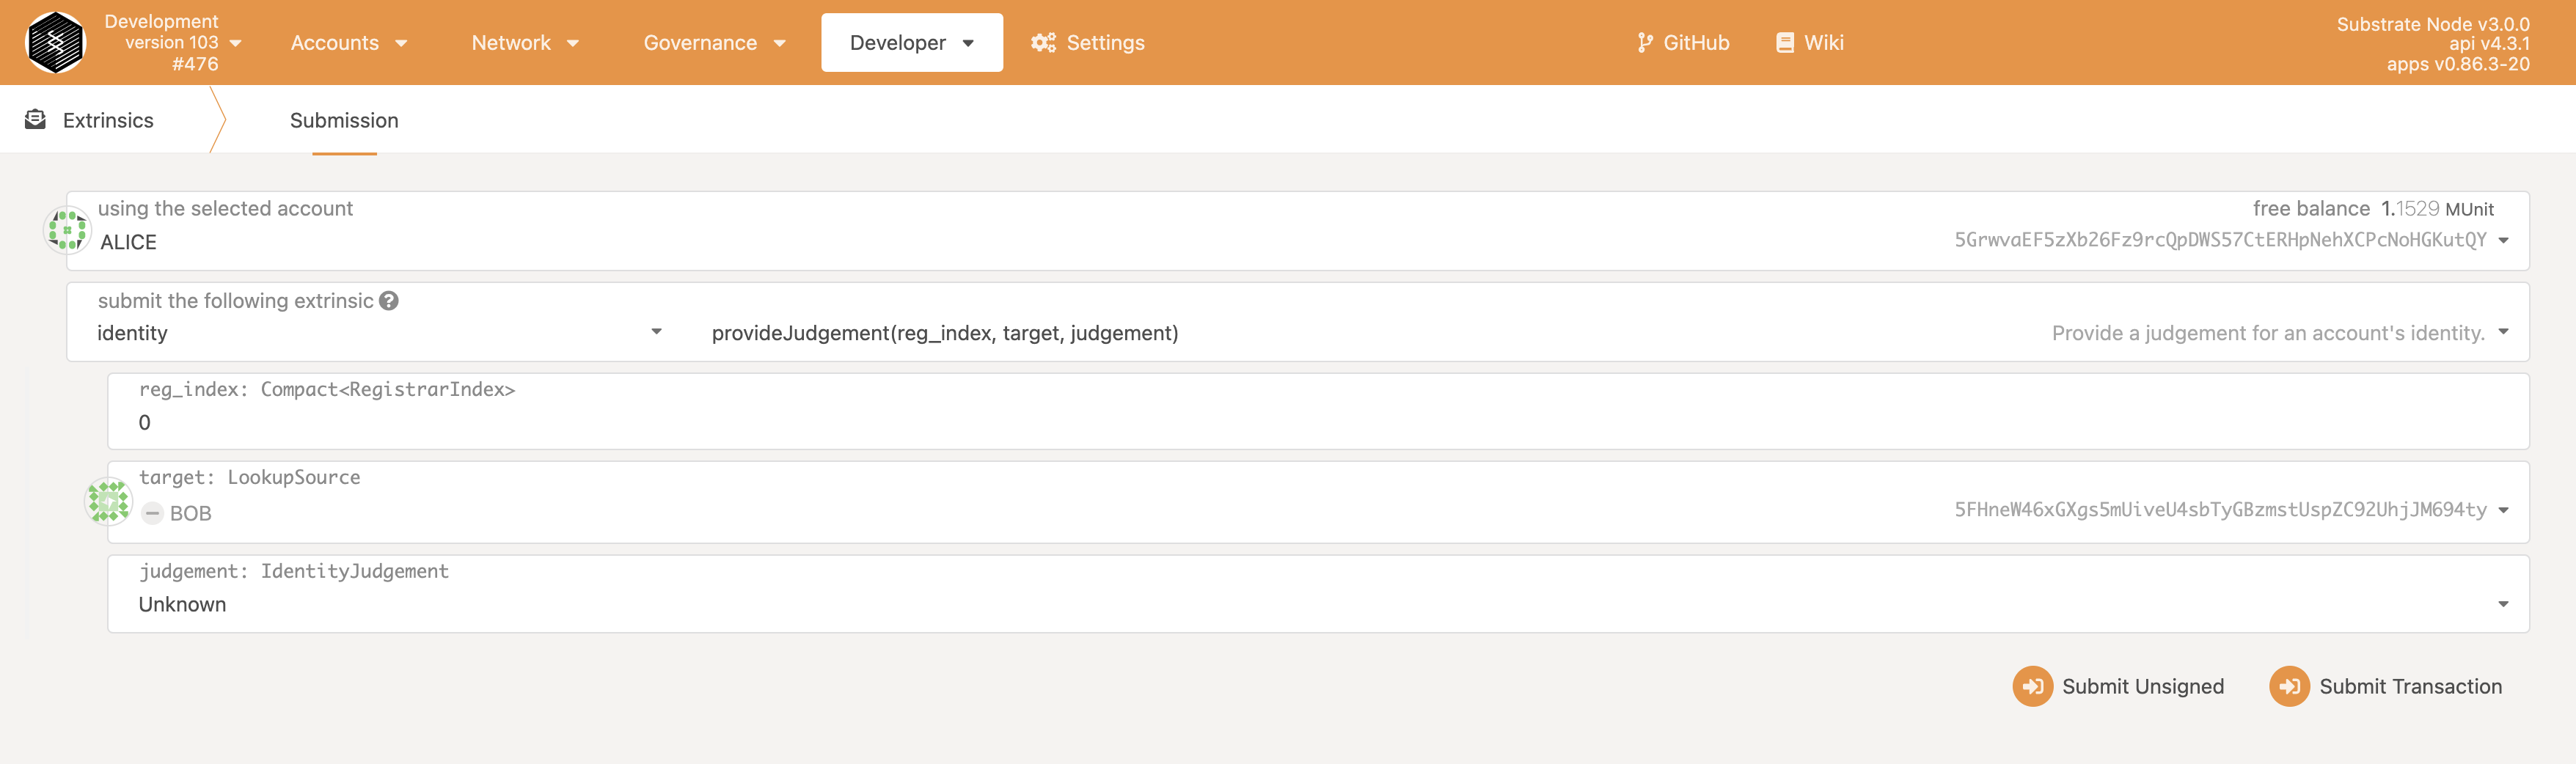 Development
version 103
#476
Accounts
Network
Governance
Developer
Settings
GitHub
Wiki
Substrate Node v3.0.0
api v4.3.1
apps v0.86.3-20
Extrinsics
Submission
using the selected account
free balance 1.1529 MUnit
ALICE
5GrwvaEF5zXb26Fz9rcQpDWS57CtERHpNehXCPcNoHGKutQY
submit the following extrinsic ?
identity
provideJudgement(reg_index, target, judgement)
Provide a judgement for an account's identity.
reg_index: Compact<RegistrarIndex>
0
target: LookupSource
BOB
5FHneW46xGXgs5mUiveU4sbTyGBzmstUspZC92UhjJM694ty
judgement: IdentityJudgement
Unknown
Submit Unsigned
Submit Transaction